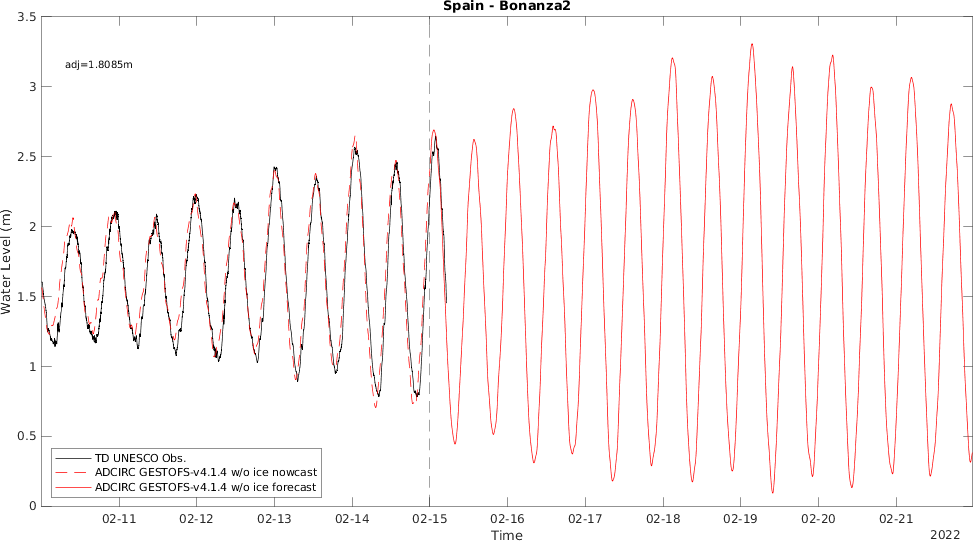 Spain - Bonanza2
3.5
adj=1.8085m
3
2.5
2
1.5
1
0.5
0
Water Level (m)
TD UNESCO Obs.
ADCIRC GESTOFS-v4.1.4 w/o ice nowcast
ADCIRC GESTOFS-v4.1.4 w/o ice forecast
02-11 02-12 02-13 02-14 02-15 02-16 02-17 02-18 02-19 02-20 02-21
Time
2022